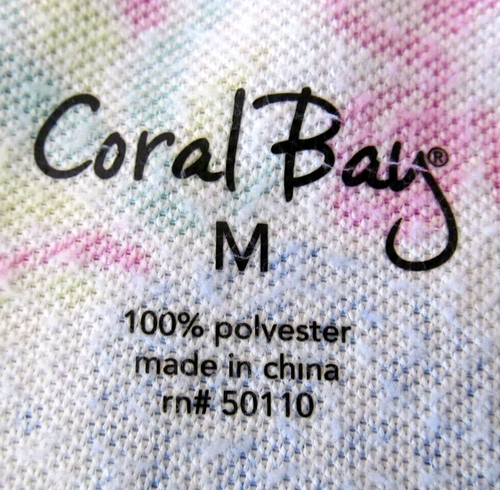 Coral Bay®
M
100% polyester
made in china
rn# 50110